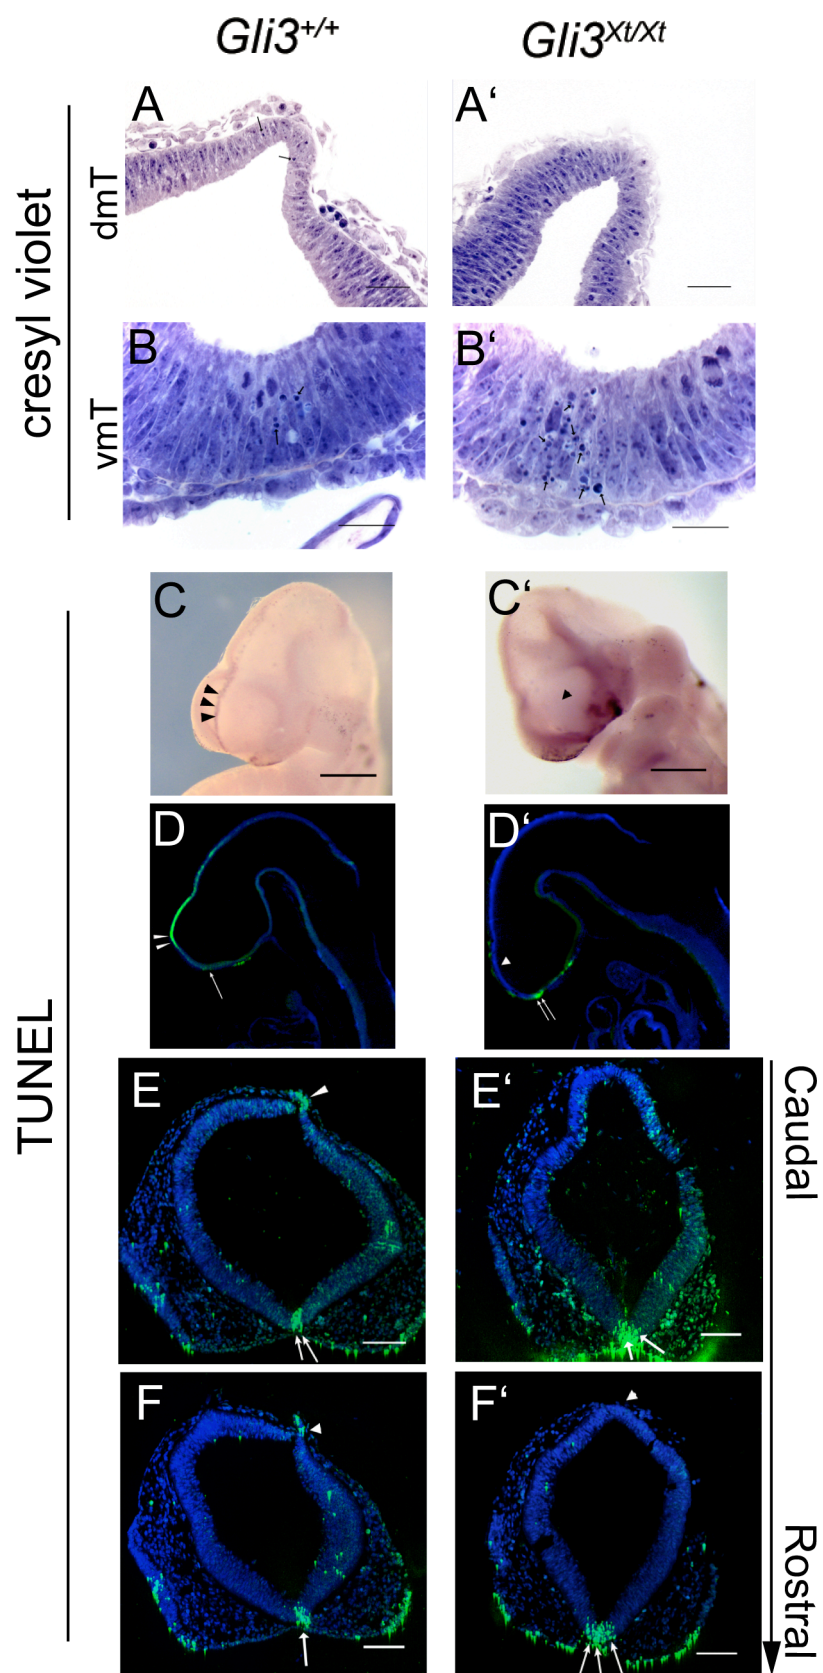 Gli3+/+ Gli3Xt/Xt
cresyl violet
dmT
A A‘
vmT
B B‘
TUNEL
C C‘
D D‘
E E‘
Caudal
F F‘
Rostral